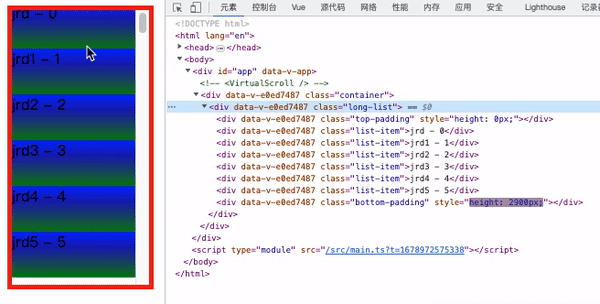 jrd - 0
jrd1 - 1
jrd2 - 2
jrd3 - 3
jrd4 - 4
jrd5 - 5
元素 控制台 Vue 源代码 网络 性能 内存 应用 安全 Lighthouse 记录器
<!DOCTYPE html>
<html lang="en">
<head>…</head>
<body>
<div id="app" data-v-app>
<!-- <VirtualScroll /> -->
<div data-v-e0ed7487 class="container">
<div data-v-e0ed7487 class="long-list"> == $0
<div data-v-e0ed7487 class="top-padding" style="height: 0px;"></div>
<div data-v-e0ed7487 class="list-item">jrd - 0</div>
<div data-v-e0ed7487 class="list-item">jrd1 - 1</div>
<div data-v-e0ed7487 class="list-item">jrd2 - 2</div>
<div data-v-e0ed7487 class="list-item">jrd3 - 3</div>
<div data-v-e0ed7487 class="list-item">jrd4 - 4</div>
<div data-v-e0ed7487 class="list-item">jrd5 - 5</div>
<div data-v-e0ed7487 class="bottom-padding" style="height: 2900px;"></div>
</div>
</div>
</div>
<script type="module" src="/src/main.ts?t=1678972575338"></script>
</body>
</html>